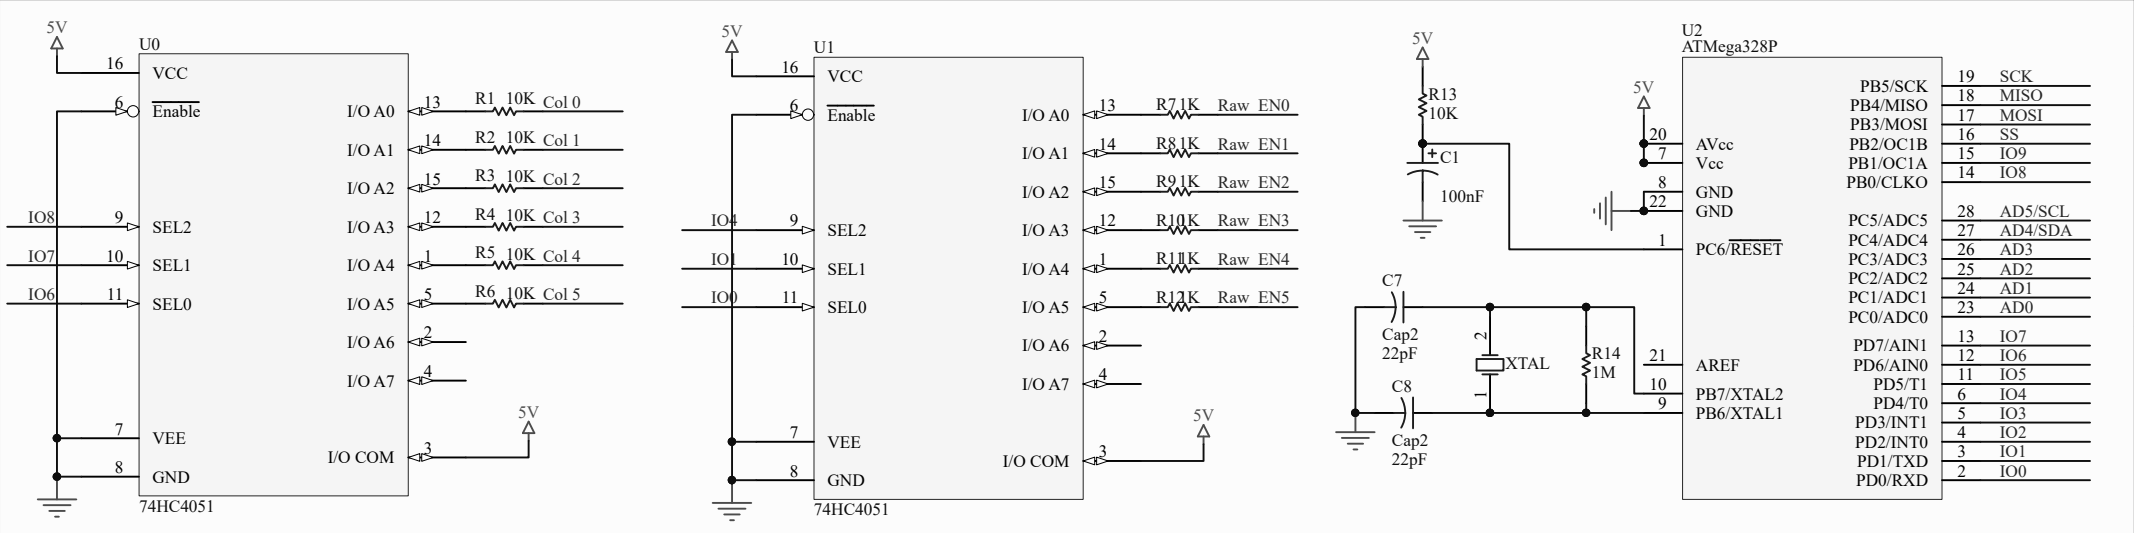 5V
U0
16 VCC
6 Enable
I/O A0 13 R1 10K Col 0
I/O A1 14 R2 10K Col 1
I/O A2 15 R3 10K Col 2
IO8 9 SEL2 I/O A3 12 R4 10K Col 3
IO7 10 SEL1 I/O A4 1 R5 10K Col 4
IO6 11 SEL0 I/O A5 5 R6 10K Col 5
I/O A6 2
I/O A7 4
5V
7 VEE
I/O COM 3
8 GND
74HC4051
5V
U1
16 VCC
6 Enable
I/O A0 13 R7 1K Raw EN0
I/O A1 14 R8 1K Raw EN1
I/O A2 15 R9 1K Raw EN2
IO4 9 SEL2 I/O A3 12 R10 1K Raw EN3
IO1 10 SEL1 I/O A4 1 R11 1K Raw EN4
IO0 11 SEL0 I/O A5 5 R12 1K Raw EN5
I/O A6 2
I/O A7 4
5V
7 VEE
I/O COM 3
8 GND
74HC4051
5V
R13
10K
+ C1
100nF
C7
Cap2
22pF
C8
Cap2
22pF
2
XTAL
1
R14
1M
U2
ATMega328P
5V
20 AVcc
7 Vcc
8 GND
22 GND
1 PC6/RESET
21 AREF
10 PB7/XTAL2
9 PB6/XTAL1
PB5/SCK 19 SCK
PB4/MISO 18 MISO
PB3/MOSI 17 MOSI
PB2/OC1B 16 SS
PB1/OC1A 15 IO9
PB0/CLKO 14 IO8
PC5/ADC5 28 AD5/SCL
PC4/ADC4 27 AD4/SDA
PC3/ADC3 26 AD3
PC2/ADC2 25 AD2
PC1/ADC1 24 AD1
PC0/ADC0 23 AD0
PD7/AIN1 13 IO7
PD6/AIN0 12 IO6
PD5/T1 11 IO5
PD4/T0 6 IO4
PD3/INT1 5 IO3
PD2/INT0 4 IO2
PD1/TXD 3 IO1
PD0/RXD 2 IO0